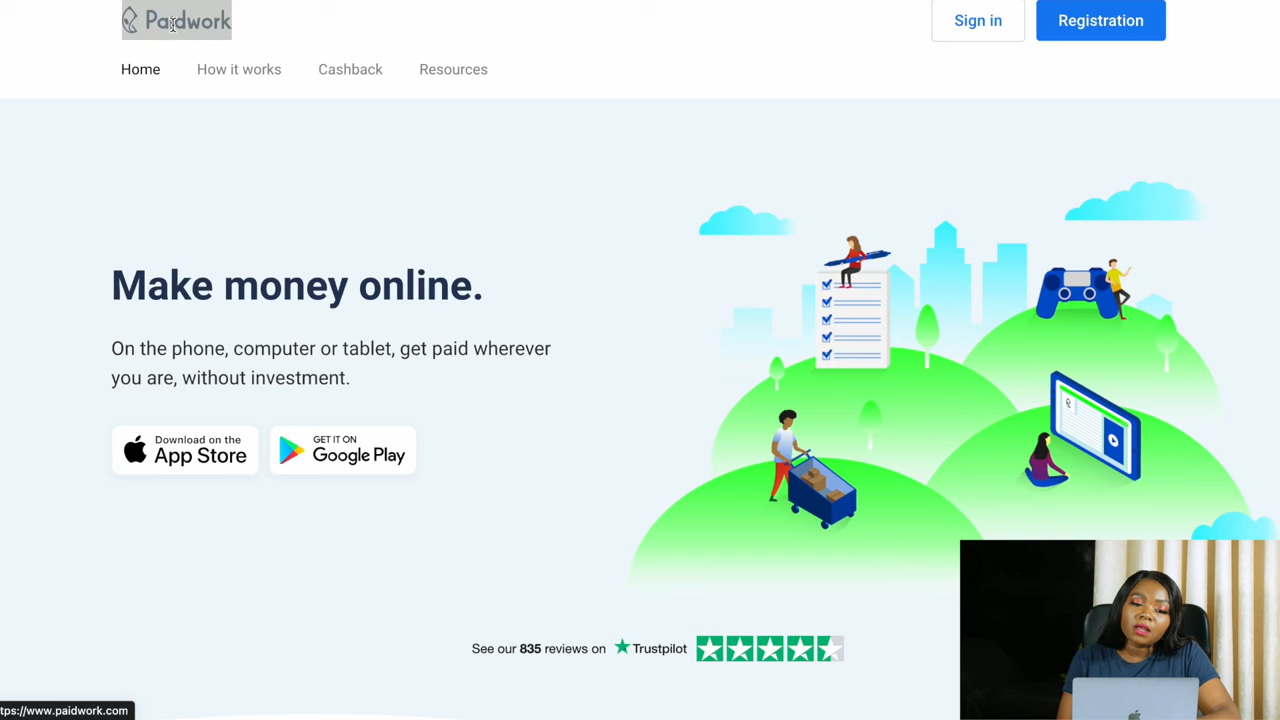 Paidwork
Sign in
Registration
Home
How it works
Cashback
Resources
Make money online.
On the phone, computer or tablet, get paid wherever
you are, without investment.
Download on the
App Store
GET IT ON
Google Play
See our 835 reviews on Trustpilot
tps://www.paidwork.com